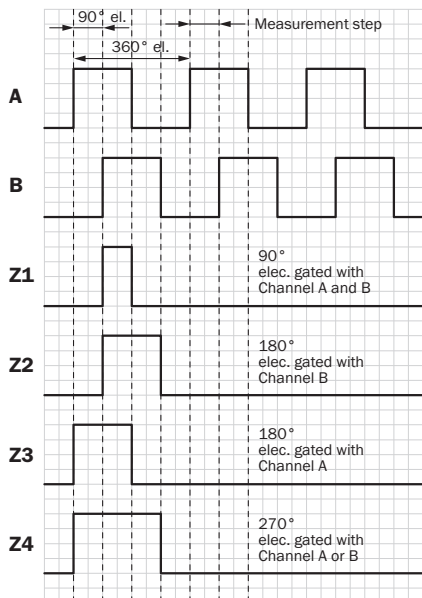 90° el.
Measurement step
360° el.
A
B
Z1
90°
elec. gated with
Channel A and B
Z2
180°
elec. gated with
Channel B
Z3
180°
elec. gated with
Channel A
Z4
270°
elec. gated with
Channel A or B